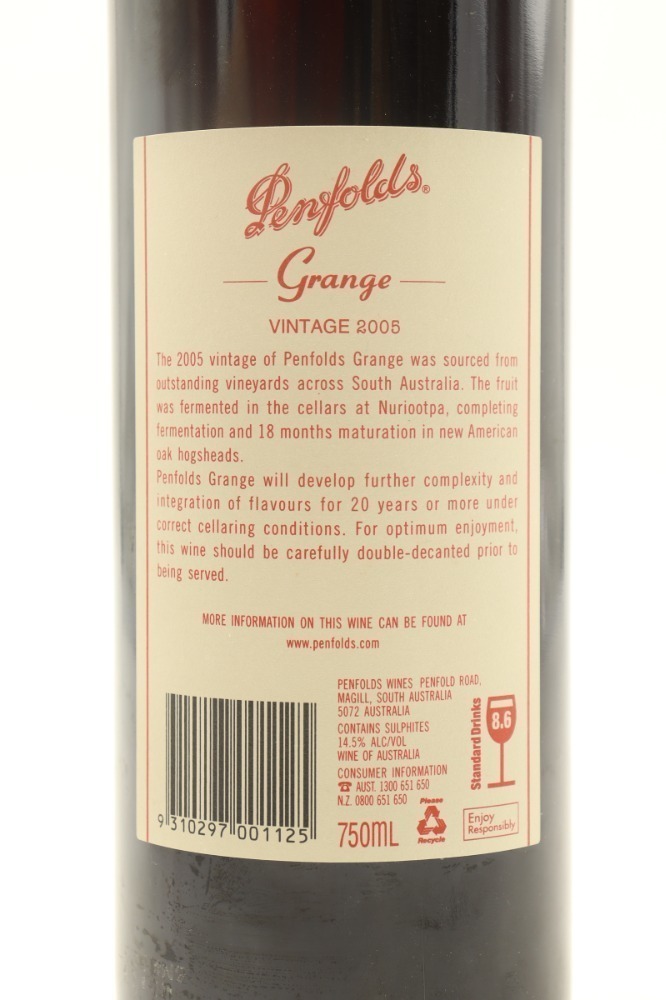 Penfolds®
Grange
VINTAGE 2005
The 2005 vintage of Penfolds Grange was sourced from
outstanding vineyards across South Australia. The fruit
was fermented in the cellars at Nuriootpa, completing
fermentation and 18 months maturation in new American
oak hogsheads.
Penfolds Grange will develop further complexity and
integration of flavours for 20 years or more under
correct cellaring conditions. For optimum enjoyment,
this wine should be carefully double-decanted prior to
being served.
MORE INFORMATION ON THIS WINE CAN BE FOUND AT
www.penfolds.com
PENFOLDS WINES PENFOLD ROAD,
MAGILL, SOUTH AUSTRALIA
5072 AUSTRALIA
CONTAINS SULPHITES
14.5% ALC/VOL
WINE OF AUSTRALIA
CONSUMER INFORMATION
☎ AUST. 1300 651 650
N.Z. 0800 651 650
750mL
Please
Recycle
Standard Drinks
8.6
Enjoy
Responsibly
9 310297 001125